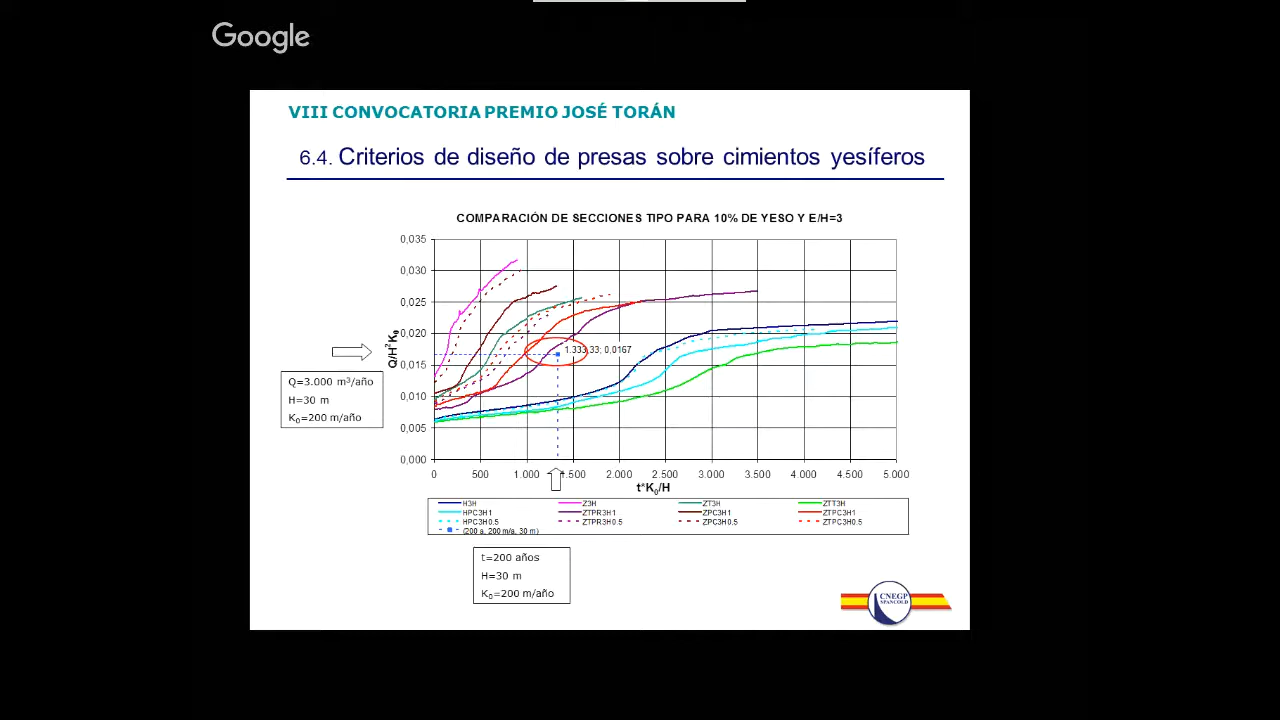 Google
VIII CONVOCATORIA PREMIO JOSÉ TORÁN
6.4. Criterios de diseño de presas sobre cimientos yesíferos
COMPARACIÓN DE SECCIONES TIPO PARA 10% DE YESO Y E/H=3
0,035
0,030
0,025
0,020
0,015
0,010
0,005
0,000
Q/H²K₀
1.333,33; 0,0167
Q=3.000 m³/año
H=30 m
K₀=200 m/año
0 500 1.000 1.500 2.000 2.500 3.000 3.500 4.000 4.500 5.000
t*K₀/H
H3H Z3H ZT3H ZTT3H
HPC3H1 ZTPR3H1 ZPC3H1 ZTPC3H1
HPC3H0.5 ZTPR3H0.5 ZPC3H0.5 ZTPC3H0.5
(200 a, 200 m/a, 30 m)
t=200 años
H=30 m
K₀=200 m/año
CNEGP
SPANCOLD